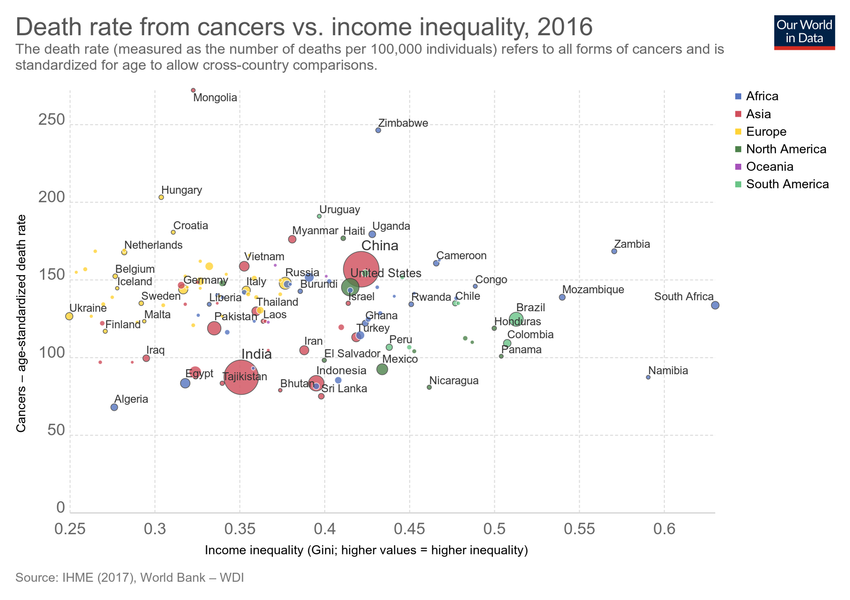 Death rate from cancers vs. income inequality, 2016
The death rate (measured as the number of deaths per 100,000 individuals) refers to all forms of cancers and is
standardized for age to allow cross-country comparisons.
Our World
in Data
Africa
Asia
Europe
North America
Oceania
South America
Cancers – age-standardized death rate
250
200
150
100
50
0
Mongolia
Zimbabwe
Hungary
Uruguay
Croatia
Myanmar
Haiti
Uganda
Netherlands
China
Zambia
Vietnam
Cameroon
Belgium
Russia
United States
Iceland
Germany
Italy
Burundi
Congo
Sweden
Liberia
Thailand
Israel
Rwanda
Chile
Mozambique
South Africa
Ukraine
Malta
Pakistan
Laos
Ghana
Brazil
Finland
Turkey
Honduras
Iraq
India
Iran
El Salvador
Peru
Colombia
Mexico
Panama
Egypt
Tajikistan
Bhutan
Indonesia
Sri Lanka
Nicaragua
Namibia
Algeria
0.25
0.3
0.35
0.4
0.45
0.5
0.55
0.6
Income inequality (Gini; higher values = higher inequality)
Source: IHME (2017), World Bank – WDI